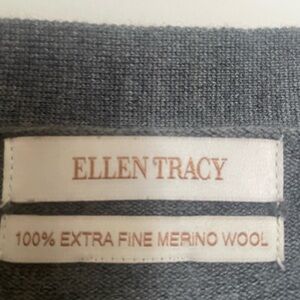 ELLEN TRACY
100% EXTRA FINE MERINO WOOL